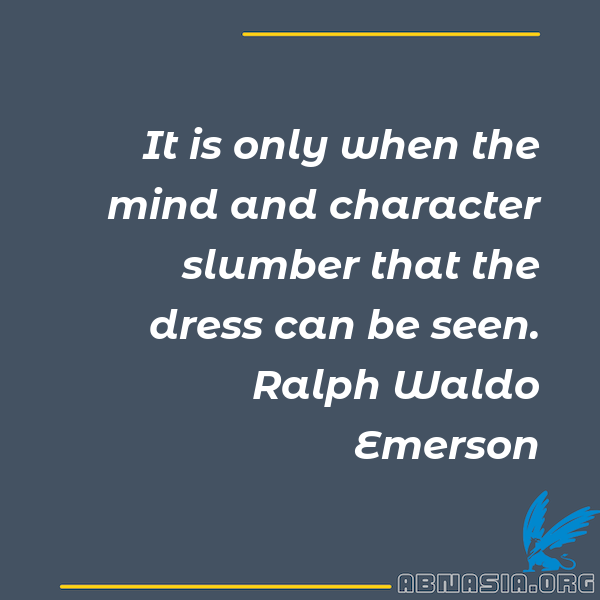 It is only when the
mind and character
slumber that the
dress can be seen.
Ralph Waldo
Emerson
ABNASIA.ORG